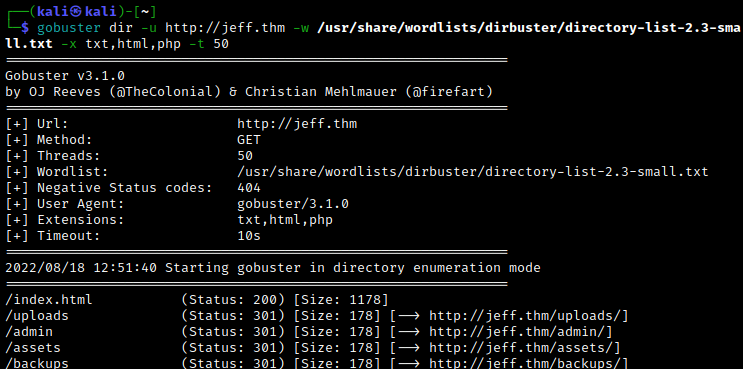 ┌──(kali㉿kali)-[~]
└─$ gobuster dir -u http://jeff.thm -w /usr/share/wordlists/dirbuster/directory-list-2.3-sma
ll.txt -x txt,html,php -t 50
===============================================================
Gobuster v3.1.0
by OJ Reeves (@TheColonial) & Christian Mehlmauer (@firefart)
===============================================================
[+] Url:                     http://jeff.thm
[+] Method:                  GET
[+] Threads:                 50
[+] Wordlist:                /usr/share/wordlists/dirbuster/directory-list-2.3-small.txt
[+] Negative Status codes:   404
[+] User Agent:              gobuster/3.1.0
[+] Extensions:              txt,html,php
[+] Timeout:                 10s
===============================================================
2022/08/18 12:51:40 Starting gobuster in directory enumeration mode
===============================================================
/index.html           (Status: 200) [Size: 1178]
/uploads              (Status: 301) [Size: 178] [--> http://jeff.thm/uploads/]
/admin                (Status: 301) [Size: 178] [--> http://jeff.thm/admin/]
/assets               (Status: 301) [Size: 178] [--> http://jeff.thm/assets/]
/backups              (Status: 301) [Size: 178] [--> http://jeff.thm/backups/]